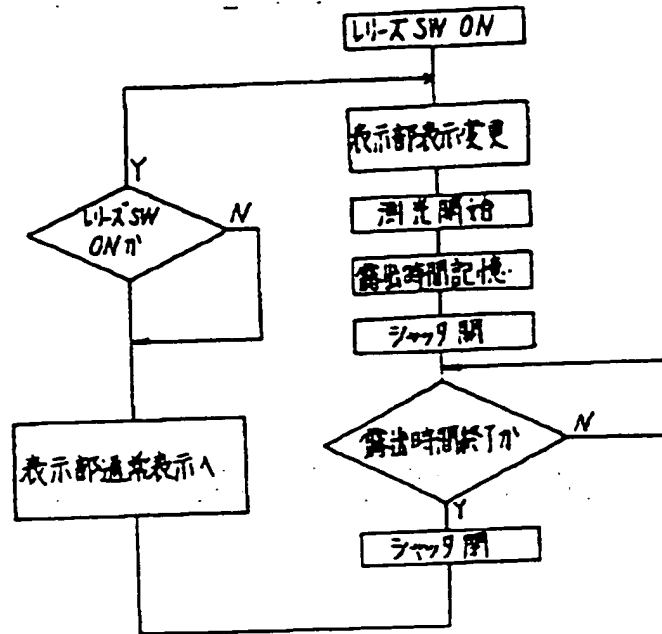 レリーズSW ON
表示部表示変更
測光開始
露出時間記憶
シャッタ開
露出時間終了か
N
Y
シャッタ閉
表示部通常表示へ
レリーズSW
ONか
N
Y